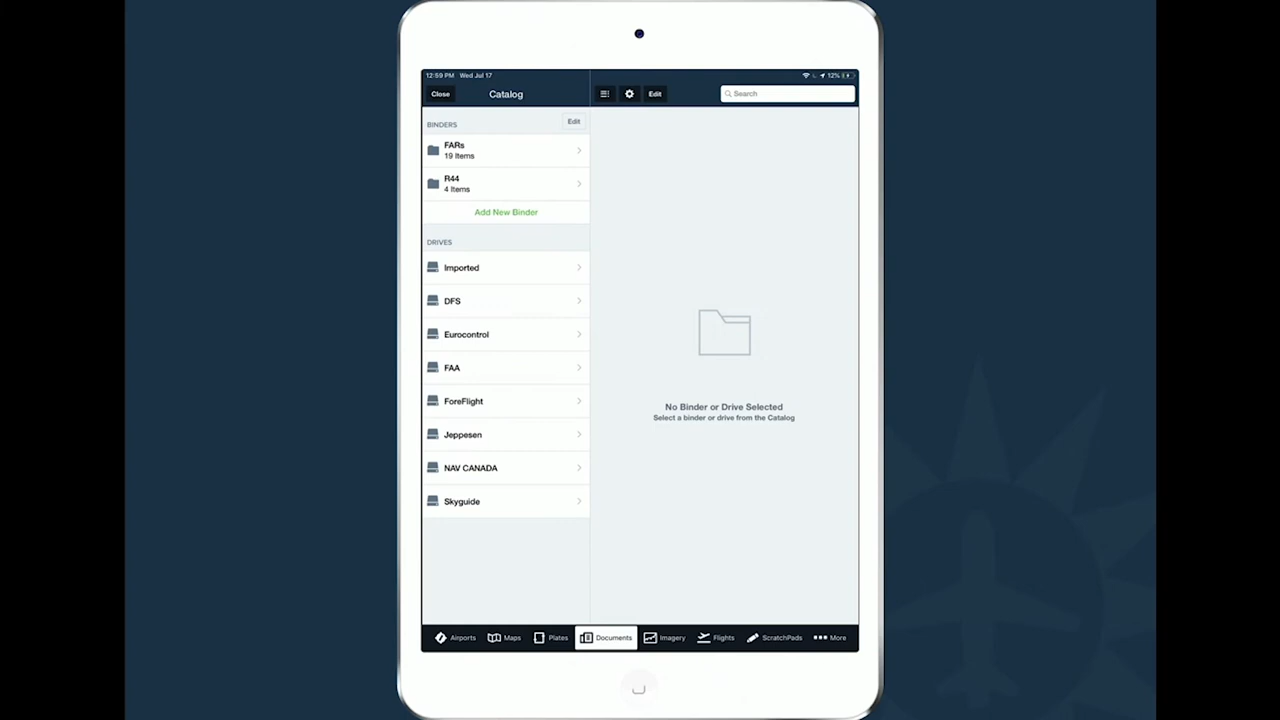 12:59 PM Wed Jul 17
12%
Close
Catalog
Edit
Search
BINDERS
Edit
FARs
19 Items
R44
4 Items
Add New Binder
DRIVES
Imported
DFS
Eurocontrol
FAA
ForeFlight
Jeppesen
NAV CANADA
Skyguide
No Binder or Drive Selected
Select a binder or drive from the Catalog
Airports
Maps
Plates
Documents
Imagery
Flights
ScratchPads
More